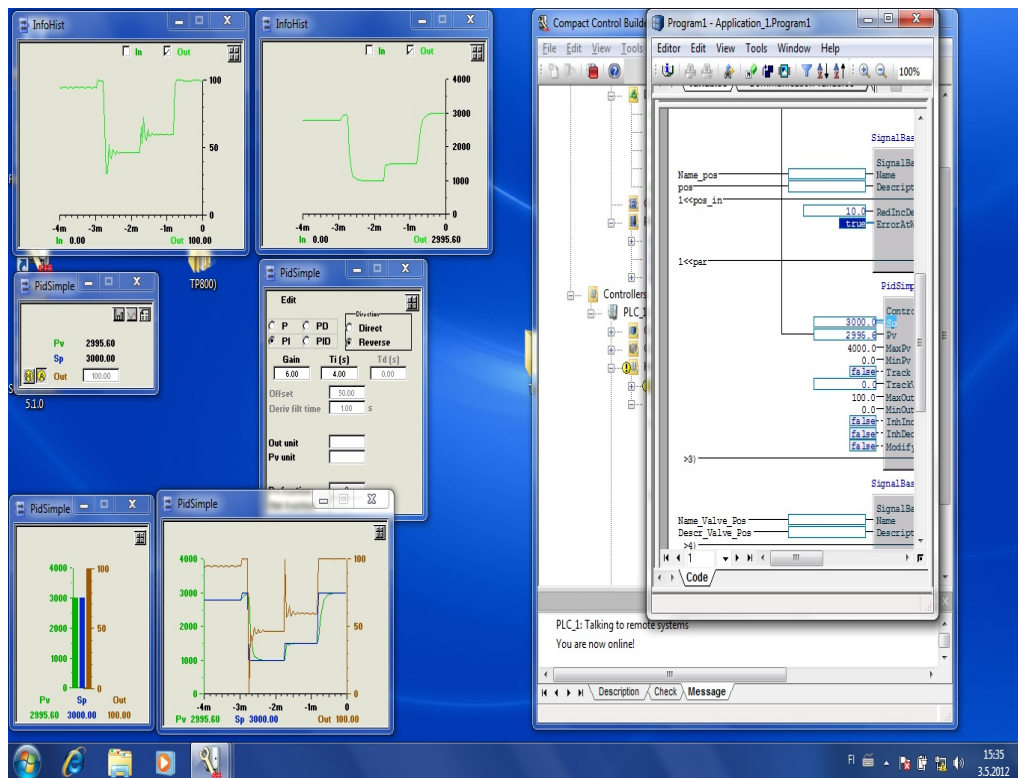 InfoHist
In Out
100
50
0
-4m -3m -2m -1m 0
In 0.00 Out 100.00
InfoHist
In Out
4000
3000
2000
1000
0
-4m -3m -2m -1m 0
In 0.00 Out 2995.60
TP800)
PidSimple
Pv 2995.60
Sp 3000.00
Out 100.00
5.1.0
PidSimple
Edit
Direction
P PD Direct
PI PID Reverse
Gain Ti (s) Td (s)
6.00 4.00 0.00
Offset 50.00
Deriv filt time 1.00 s
Out unit
Pv unit
PidSimple
4000 100
3000
2000 50
1000
0 0
Pv Sp Out
2995.60 3000.00 100.00
PidSimple
4000 100
3000
2000 50
1000
0 0
-4m -3m -2m -1m 0
Pv 2995.60 Sp 3000.00 Out 100.00
Compact Control Builde
File Edit View Tools
Controllers
PLC_1
PLC_1: Talking to remote systems
You are now online!
Description Check Message
Program1 - Application_1.Program1
Editor Edit View Tools Window Help
100%
SignalBas
SignalBa
Name_pos Name
pos Descript
1<<pos_in
10.0 RedIncDe
true ErrorAtV
1<<par
PidSimp
Contro
3000.0 Sp
2995.6 Pv
4000.0 MaxPv
0.0 MinPv
false Track
0.0 TrackV
100.0 MaxOut
0.0 MinOut
false InhInc
false InhDec
false Modify
>3)
SignalBas
SignalBa
Name_Valve_Pos Name
Descr_Valve_Pos Descript
>4)
1
Code
FI
15:35
3.5.2012